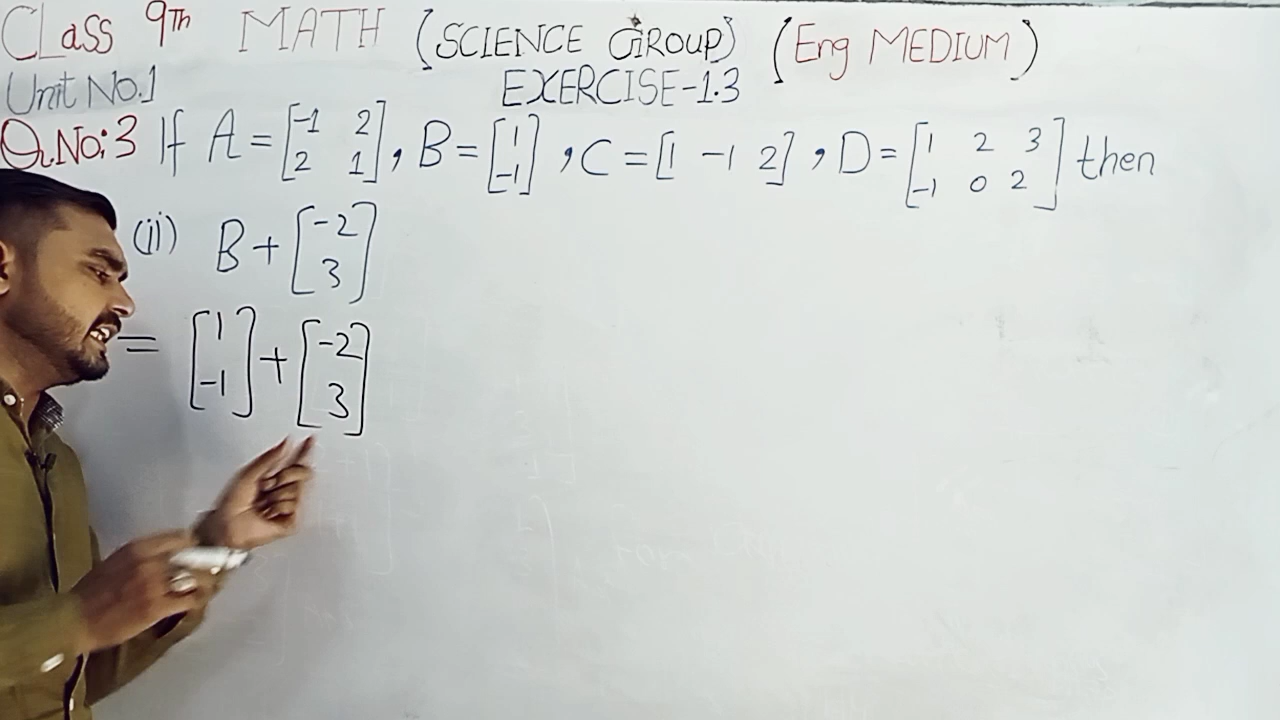 CLass 9Th MATH (SCIENCE GROUP) (Eng MEDIUM)
Unit No.1 EXERCISE-1.3
Q.No:3 If A = [-1 2; 2 1], B = [1; -1], C = [1 -1 2], D = [1 2 3; -1 0 2] then
(ii) B + [-2; 3]
= [1; -1] + [-2; 3]